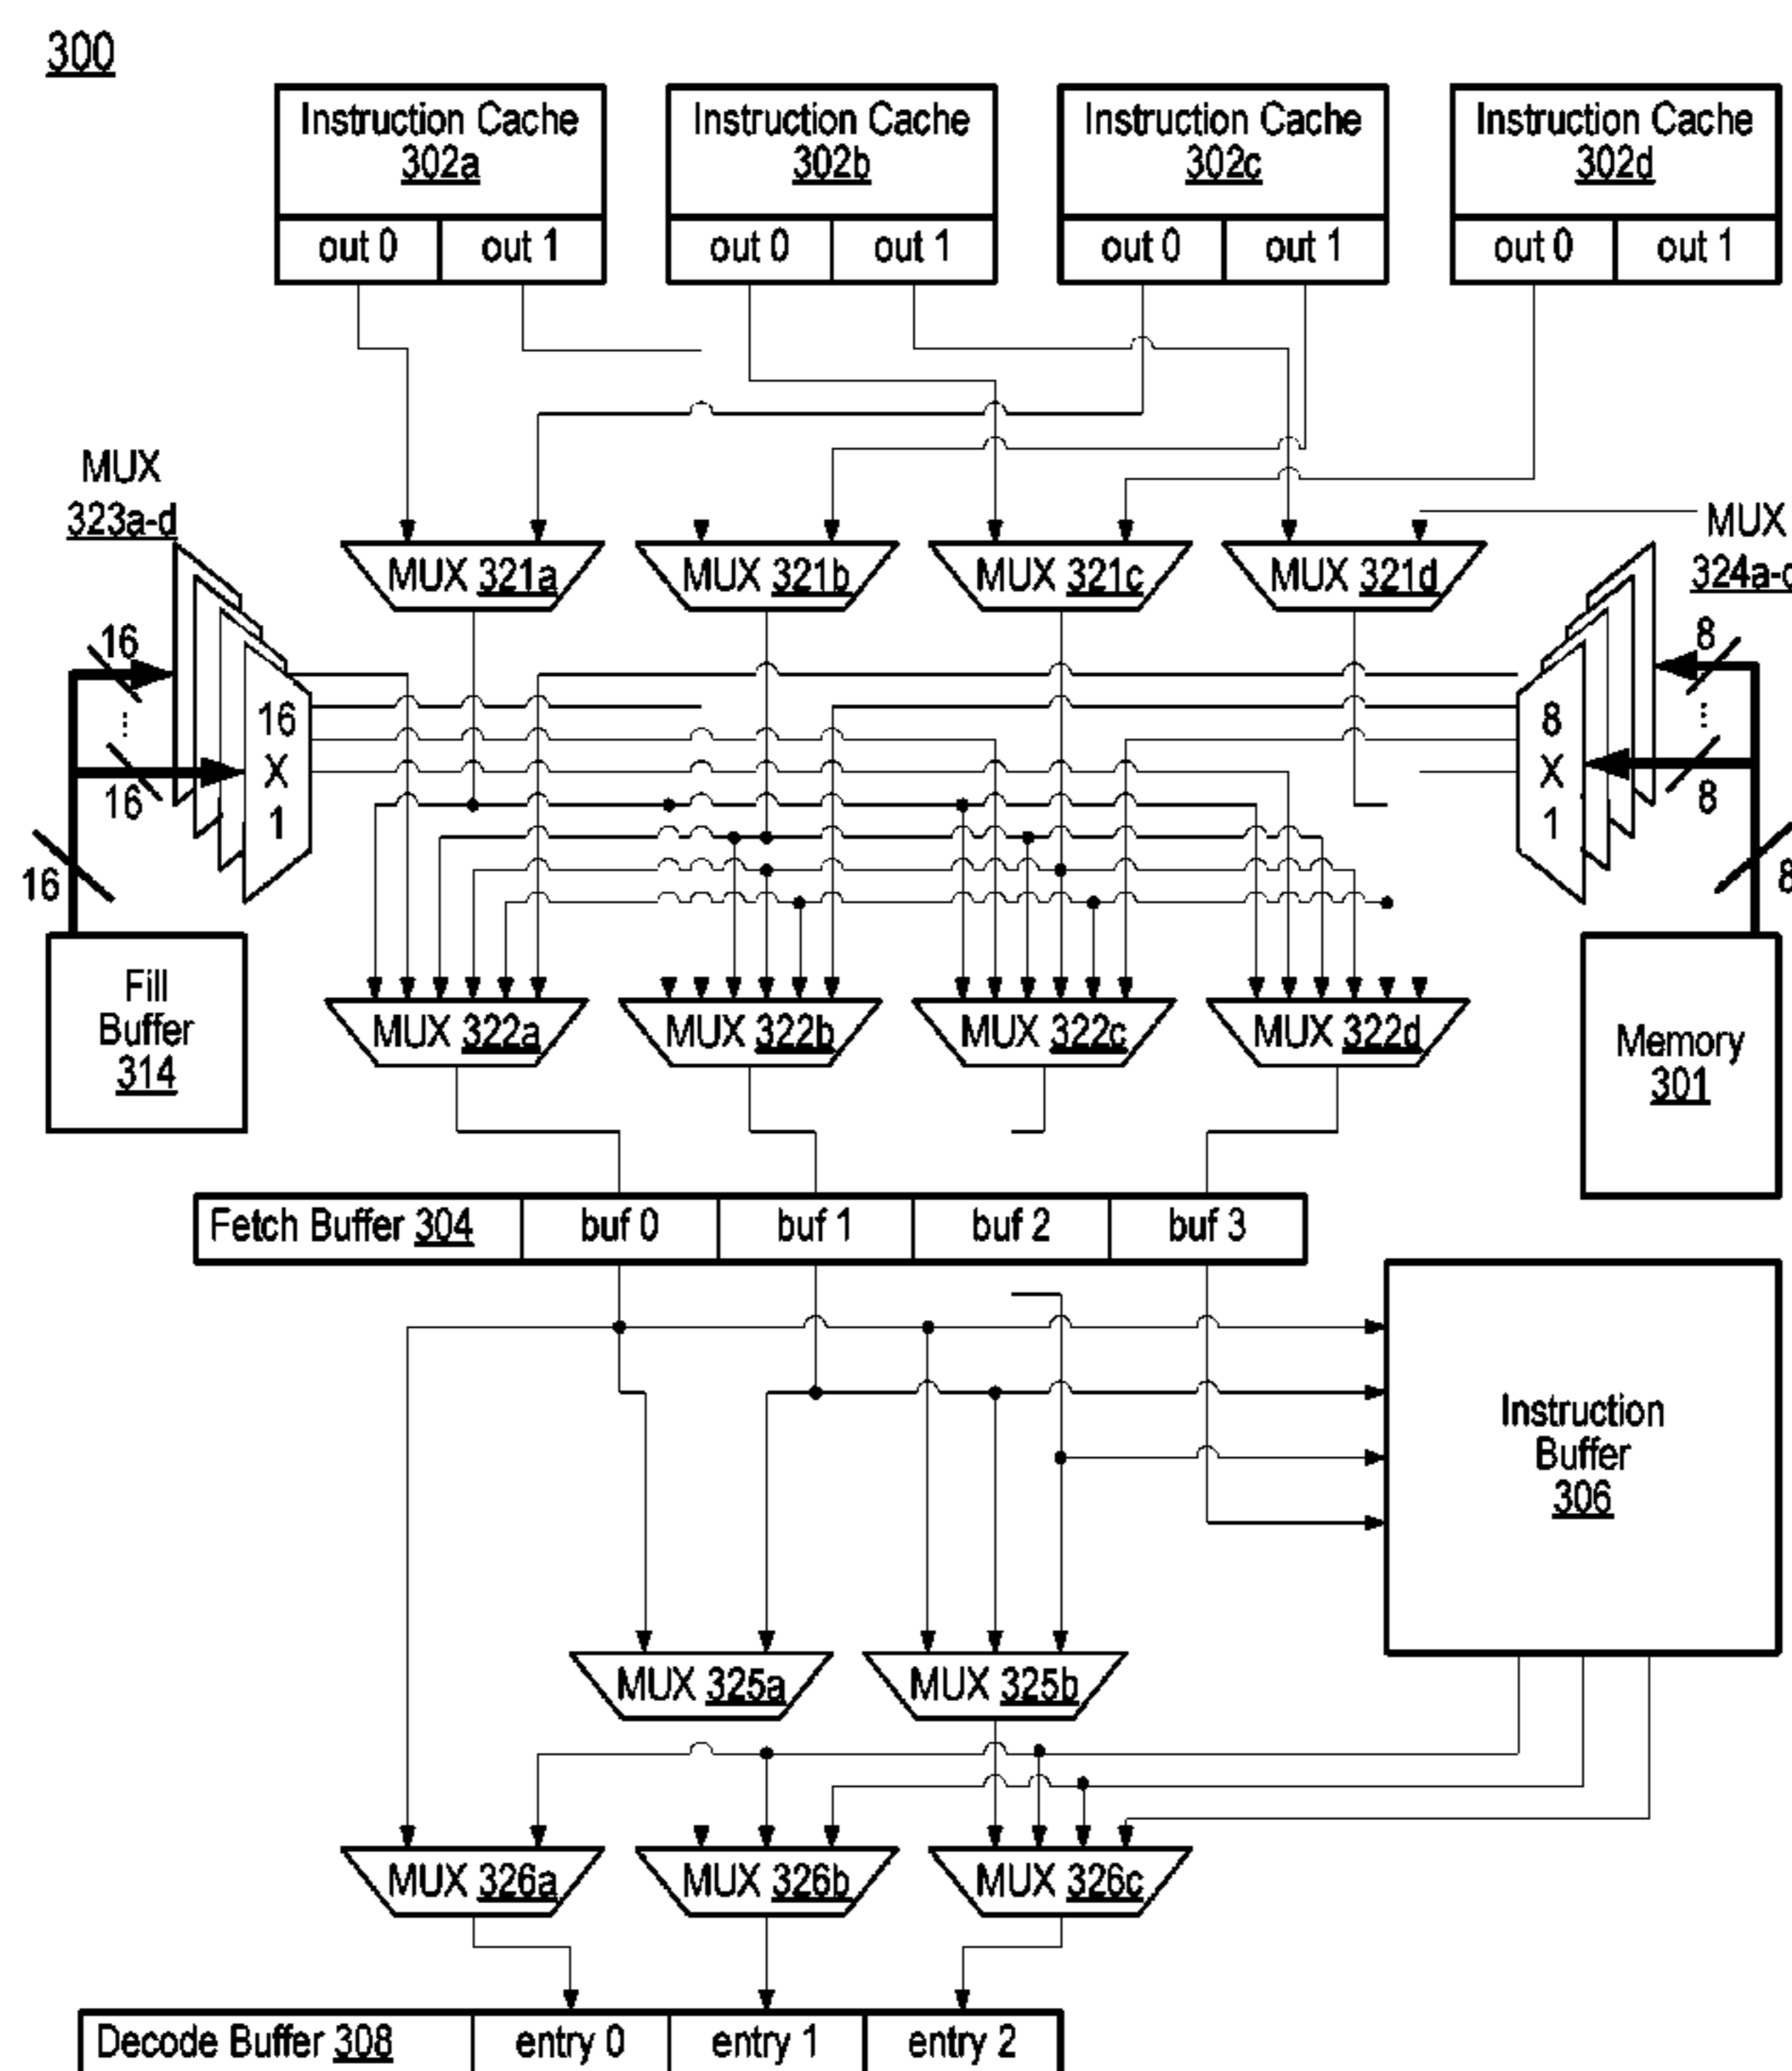 300
Instruction Cache
302a
out 0 out 1
Instruction Cache
302b
out 0 out 1
Instruction Cache
302c
out 0 out 1
Instruction Cache
302d
out 0 out 1
MUX
323a-d
MUX 321a
MUX 321b
MUX 321c
MUX 321d
MUX
16
...
16
16
16
X
1
8
X
1
8
...
8
8
Fill
Buffer
314
MUX 322a
MUX 322b
MUX 322c
MUX 322d
Memory
301
Fetch Buffer 304 buf 0 buf 1 buf 2 buf 3
Instruction
Buffer
306
MUX 325a
MUX 325b
MUX 326a
MUX 326b
MUX 326c
Decode Buffer 308 entry 0 entry 1 entry 2